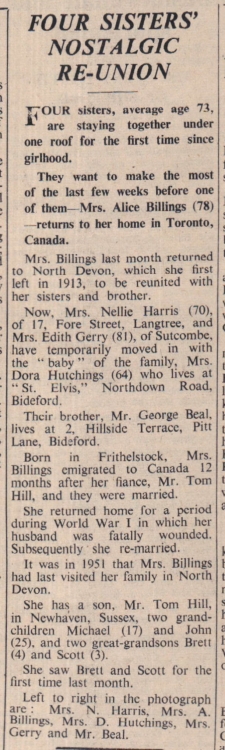 FOUR SISTERS'
NOSTALGIC
RE-UNION
FOUR sisters, average age 73,
are staying together under
one roof for the first time since
girlhood.
They want to make the most
of the last few weeks before one
of them—Mrs. Alice Billings (78)
—returns to her home in Toronto,
Canada.
Mrs. Billings last month returned
to North Devon, which she first
left in 1913, to be reunited with
her sisters and brother.
Now, Mrs. Nellie Harris (70),
of 17, Fore Street, Langtree, and
Mrs. Edith Gerry (81), of Sutcombe,
have temporarily moved in with
the "baby" of the family, Mrs.
Dora Hutchings (64) who lives at
"St. Elvis," Northdown Road,
Bideford.
Their brother, Mr. George Beal,
lives at 2, Hillside Terrace, Pitt
Lane, Bideford.
Born in Frithelstock, Mrs.
Billings emigrated to Canada 12
months after her fiance, Mr. Tom
Hill, and they were married.
She returned home for a period
during World War I in which her
husband was fatally wounded.
Subsequently she re-married.
It was in 1951 that Mrs. Billings
had last visited her family in North
Devon.
She has a son, Mr. Tom Hill,
in Newhaven, Sussex, two grand-
children Michael (17) and John
(25), and two great-grandsons Brett
(4) and Scott (3).
She saw Brett and Scott for the
first time last month.
Left to right in the photograph
are: Mrs. N. Harris, Mrs. A.
Billings, Mrs. D. Hutchings, Mrs.
Gerry and Mr. Beal.